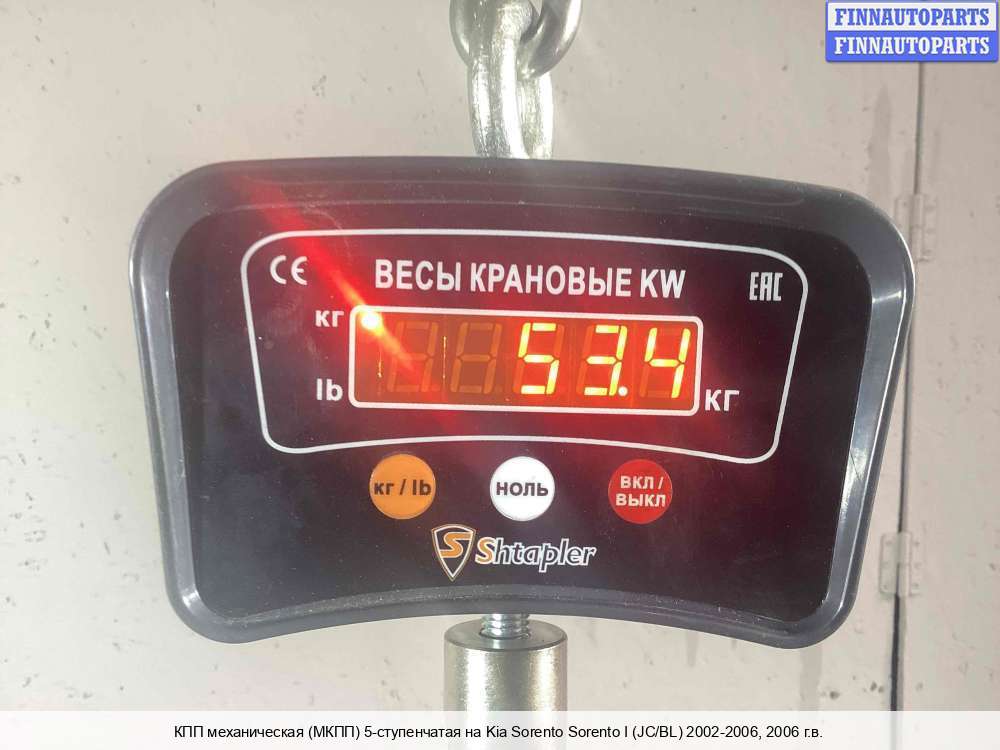 FINNAUTOPARTS
FINNAUTOPARTS
CE ВЕСЫ КРАНОВЫЕ KW EAC
кг
53.4
lb КГ
кг / lb НОЛЬ ВКЛ / ВЫКЛ
S Shtapler
КПП механическая (МКПП) 5-ступенчатая на Kia Sorento Sorento I (JC/BL) 2002-2006, 2006 г.в.